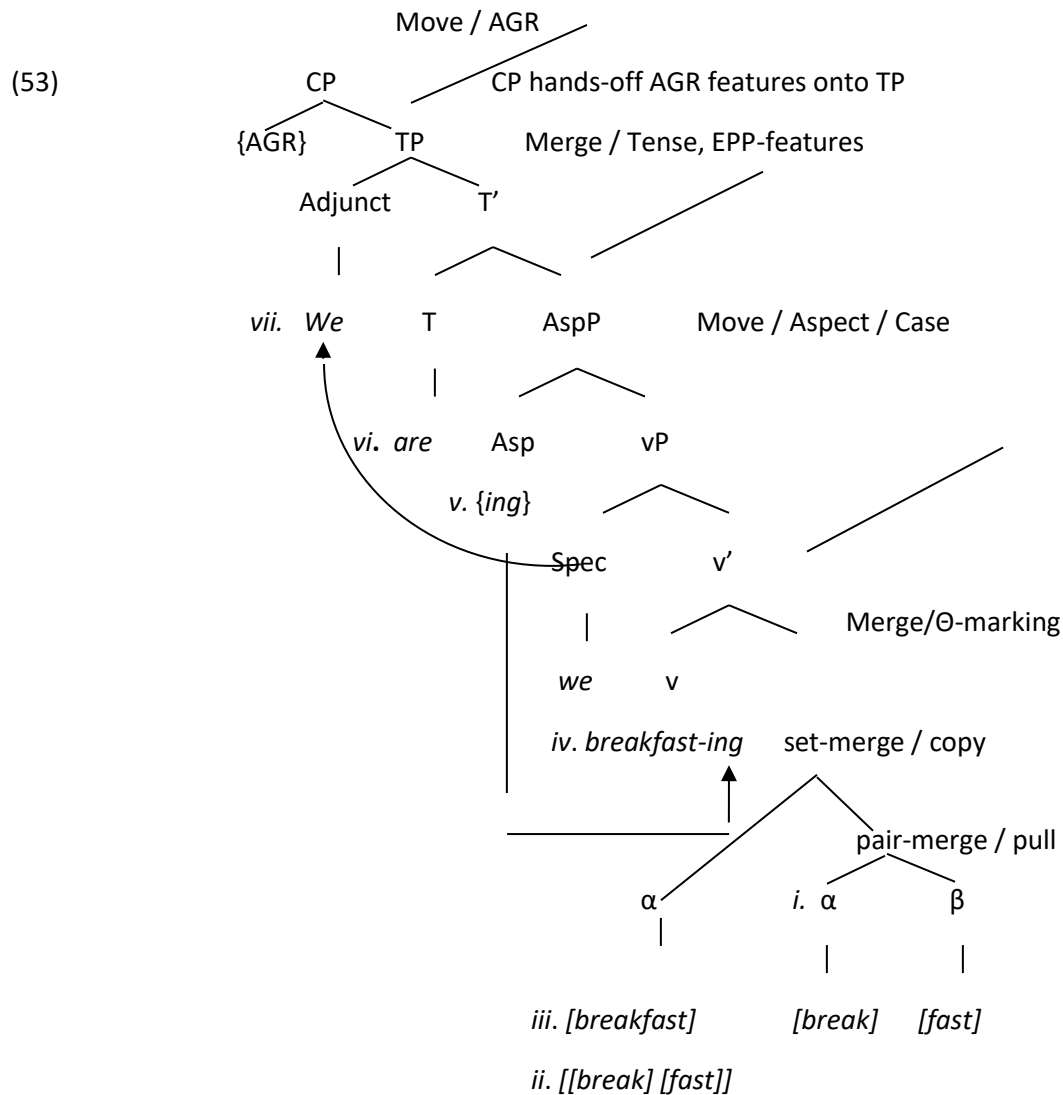 Move / AGR
(53) CP CP hands-off AGR features onto TP
{AGR} TP Merge / Tense, EPP-features
Adjunct T’
vii. We T AspP Move / Aspect / Case
vi. are Asp vP
v. {ing}
Spec v’
Merge/Θ-marking
we v
iv. breakfast-ing set-merge / copy
pair-merge / pull
α i. α β
iii. [breakfast] [break] [fast]
ii. [[break] [fast]]